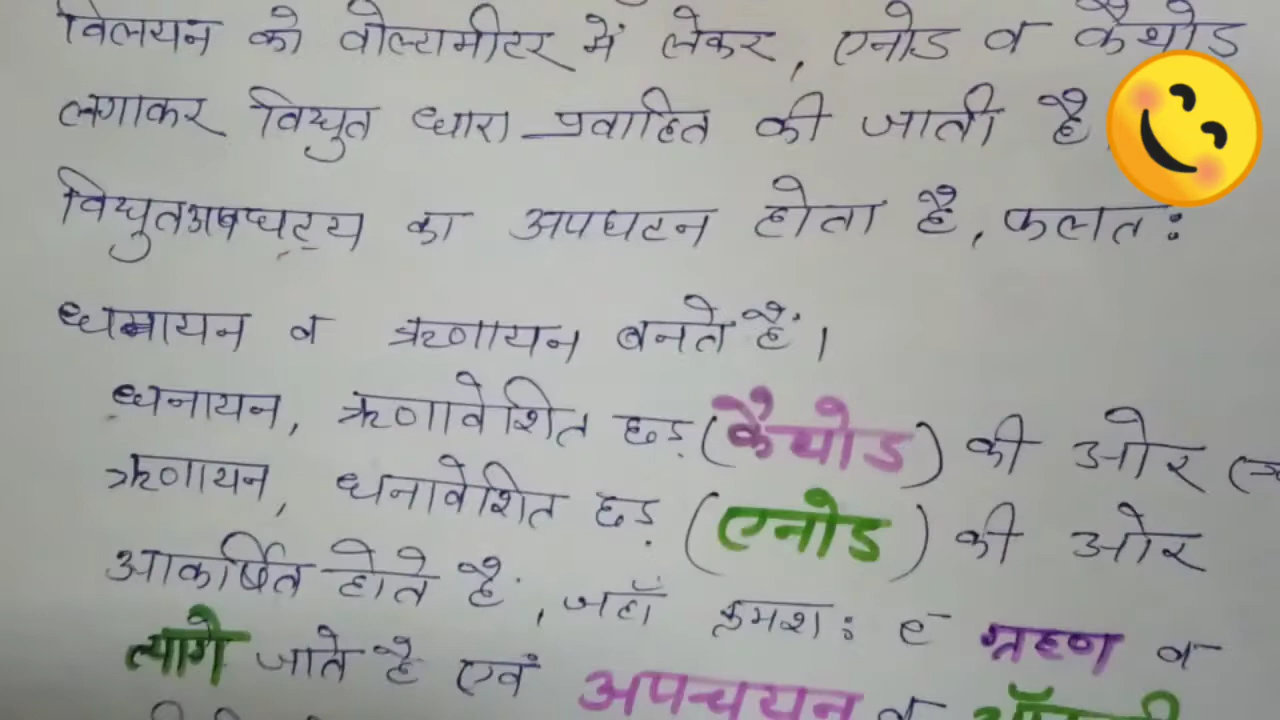 विलयन को वोल्टामीटर में लेकर, एनोड व कैथोड
लगाकर विद्युत धारा प्रवाहित की जाती है
विद्युतअपघट्य का अपघटन होता है, फलतः
धनायन व ऋणायन बनते हैं।
धनायन, ऋणावेशित छड़ (कैथोड) की ओर
ऋणायन, धनावेशित छड़ (एनोड) की ओर
आकर्षित होते हैं, जहाँ क्रमशः e⁻ ग्रहण व
त्यागे जाते है एवं अपचयन व